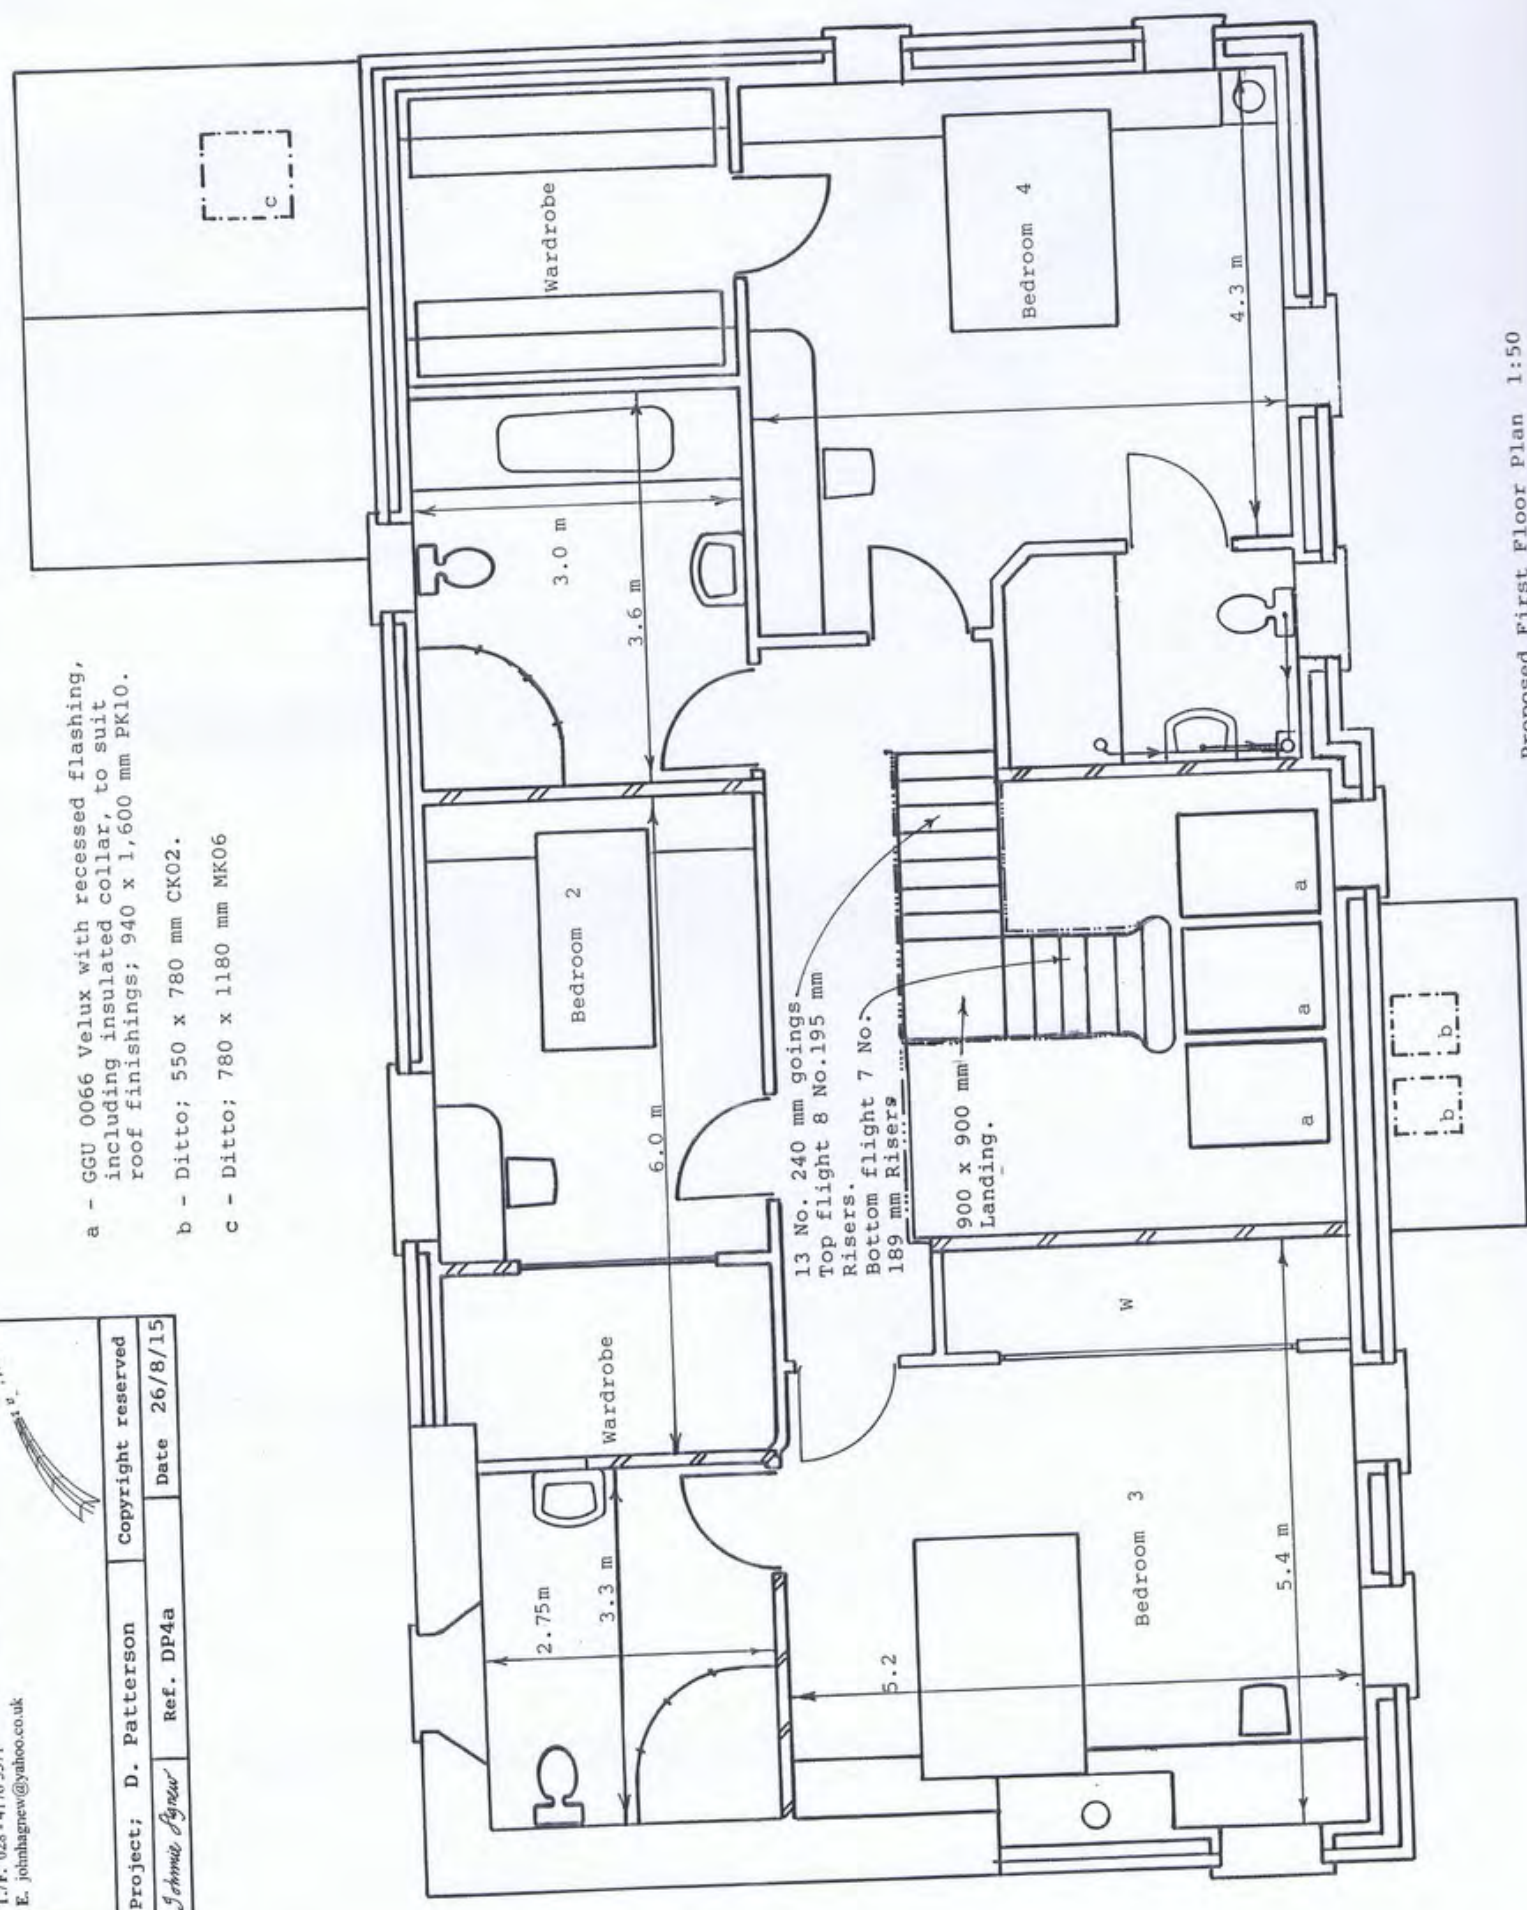 E. johnhagnew@yahoo.co.uk
Project; D. Patterson
Copyright reserved
Johnnie Agnew
Ref. DP4a
Date 26/8/15
a - GGU 0066 Velux with recessed flashing,
including insulated collar, to suit
roof finishings; 940 x 1,600 mm PK10.
b - Ditto; 550 x 780 mm CK02.
c - Ditto; 780 x 1180 mm MK06
c
Wardrobe
3.0 m
3.6 m
Bedroom 2
6.0 m
Wardrobe
2.75m
3.3 m
Bedroom 4
4.3 m
13 No. 240 mm goings
Top flight 8 No.195 mm
Risers.
Bottom flight 7 No.
189 mm Risers
900 x 900 mm
Landing.
a
a
a
b
b
W
5.2
Bedroom 3
5.4 m
Proposed First Floor Plan 1:50